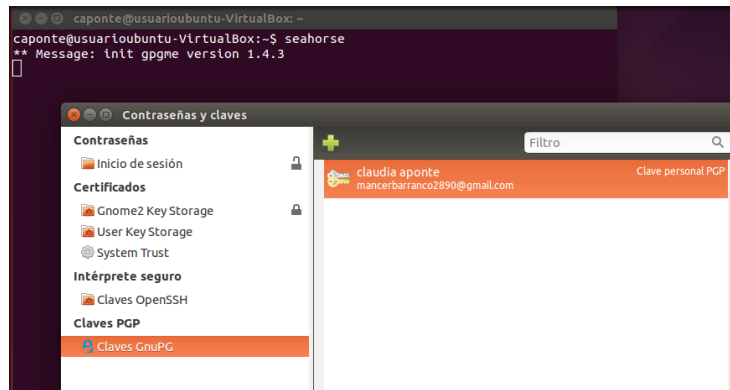 caponte@usuarioubuntu-VirtualBox: ~
caponte@usuarioubuntu-VirtualBox:~$ seahorse
** Message: init gpgme version 1.4.3
Contraseñas y claves
Contraseñas
Inicio de sesión
Certificados
Gnome2 Key Storage
User Key Storage
System Trust
Intérprete seguro
Claves OpenSSH
Claves PGP
Claves GnuPG
Filtro
claudia aponte
Clave personal PGP
mancerbarranco2890@gmail.com